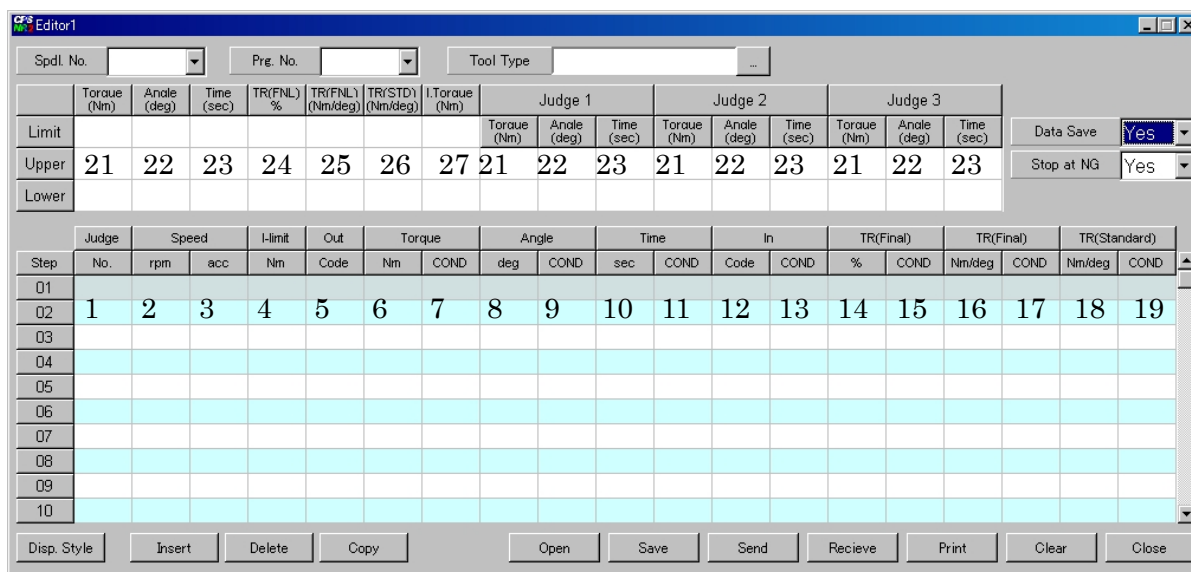 CPS NR2 Editor1
Spdl. No. Prg. No. Tool Type ...
Torque (Nm) Angle (deg) Time (sec) TR(FNL) % TR(FNL) (Nm/deg) TR(STD) (Nm/deg) I.Torque (Nm) Judge 1 Judge 2 Judge 3
Limit Torque (Nm) Angle (deg) Time (sec) Torque (Nm) Angle (deg) Time (sec) Torque (Nm) Angle (deg) Time (sec) Data Save Yes
Upper 21 22 23 24 25 26 27 21 22 23 21 22 23 21 22 23 Stop at NG Yes
Lower
Judge Speed I-limit Out Torque Angle Time In TR(Final) TR(Final) TR(Standard)
Step No. rpm acc Nm Code Nm COND deg COND sec COND Code COND % COND Nm/deg COND Nm/deg COND
01
02 1 2 3 4 5 6 7 8 9 10 11 12 13 14 15 16 17 18 19
03
04
05
06
07
08
09
10
Disp. Style Insert Delete Copy Open Save Send Recieve Print Clear Close